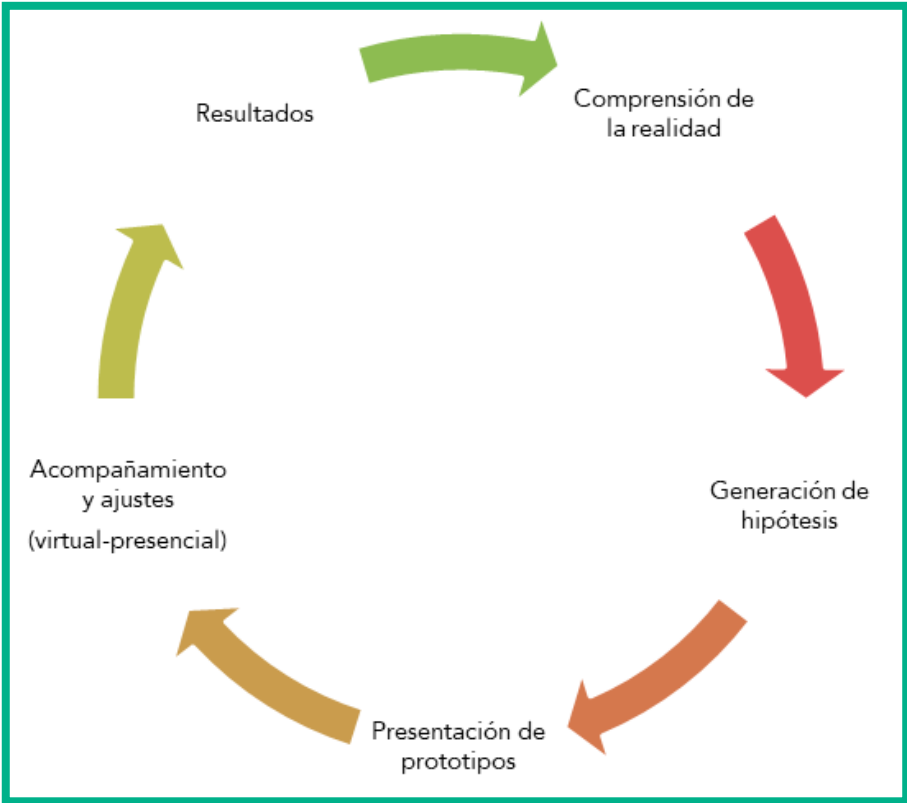 Resultados
Comprensión de
la realidad
Generación de
hipótesis
Presentación de
prototipos
Acompañamiento
y ajustes
(virtual-presencial)